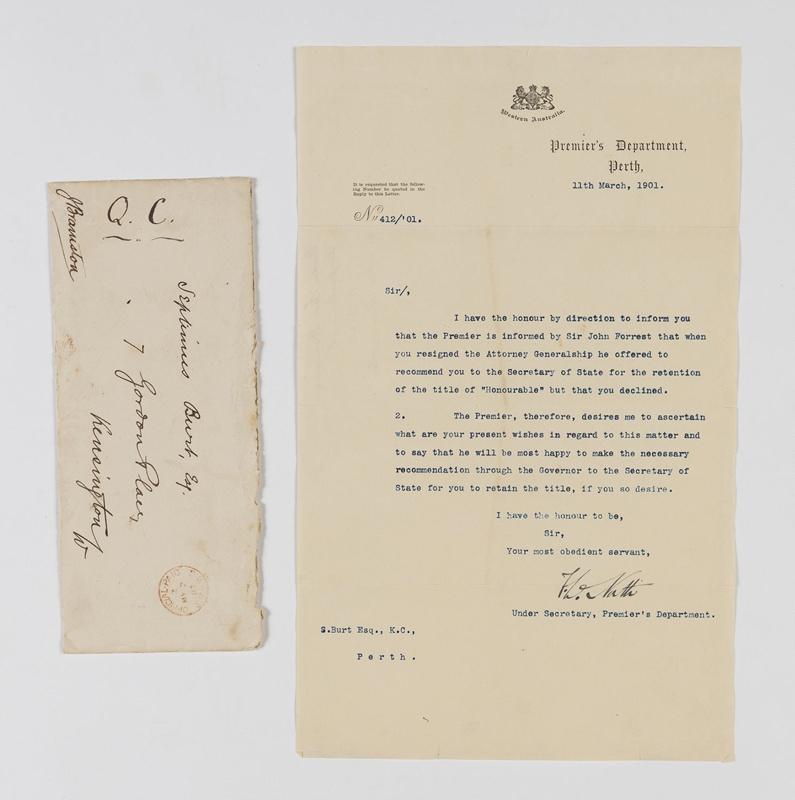 Q. C.
J Bramston
Septimus Burt, Esq.
7 Gordon Place,
Kensington
W
Western Australia.
Premier's Department,
Perth,
11th March, 1901.
It is requested that the follow-
ing Number be quoted in the
Reply to this Letter.
No. 412/'01.
Sir/,
I have the honour by direction to inform you
that the Premier is informed by Sir John Forrest that when
you resigned the Attorney Generalship he offered to
recommend you to the Secretary of State for the retention
of the title of "Honourable" but that you declined.
2. The Premier, therefore, desires me to ascertain
what are your present wishes in regard to this matter and
to say that he will be most happy to make the necessary
recommendation through the Governor to the Secretary of
State for you to retain the title, if you so desire.
I have the honour to be,
Sir,
Your most obedient servant,
Under Secretary, Premier's Department.
S.Burt Esq., K.C.,
Perth.